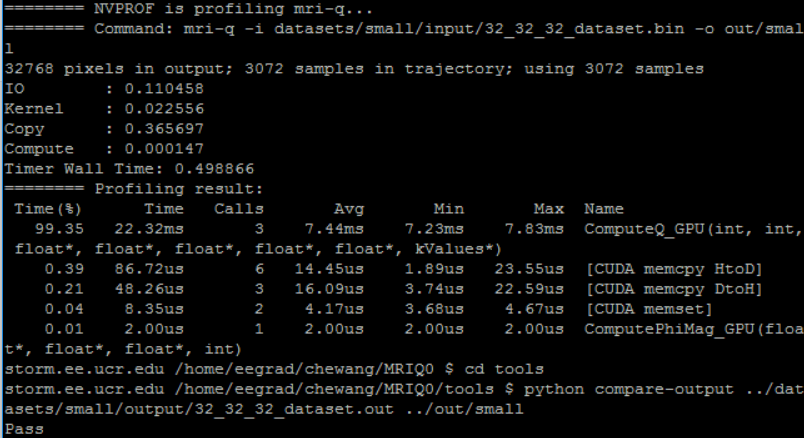 ======== NVPROF is profiling mri-q...
======== Command: mri-q -i datasets/small/input/32_32_32_dataset.bin -o out/smal
l
32768 pixels in output; 3072 samples in trajectory; using 3072 samples
IO        : 0.110458
Kernel    : 0.022556
Copy      : 0.365697
Compute   : 0.000147
Timer Wall Time: 0.498866
======== Profiling result:
 Time(%)      Time   Calls       Avg       Min       Max  Name
   99.35   22.32ms       3    7.44ms    7.23ms    7.83ms  ComputeQ_GPU(int, int,
 float*, float*, float*, float*, float*, kValues*)
    0.39   86.72us       6   14.45us    1.89us   23.55us  [CUDA memcpy HtoD]
    0.21   48.26us       3   16.09us    3.74us   22.59us  [CUDA memcpy DtoH]
    0.04    8.35us       2    4.17us    3.68us    4.67us  [CUDA memset]
    0.01    2.00us       1    2.00us    2.00us    2.00us  ComputePhiMag_GPU(floa
t*, float*, float*, int)
storm.ee.ucr.edu /home/eegrad/chewang/MRIQ0 $ cd tools
storm.ee.ucr.edu /home/eegrad/chewang/MRIQ0/tools $ python compare-output ../dat
asets/small/output/32_32_32_dataset.out ../out/small
Pass